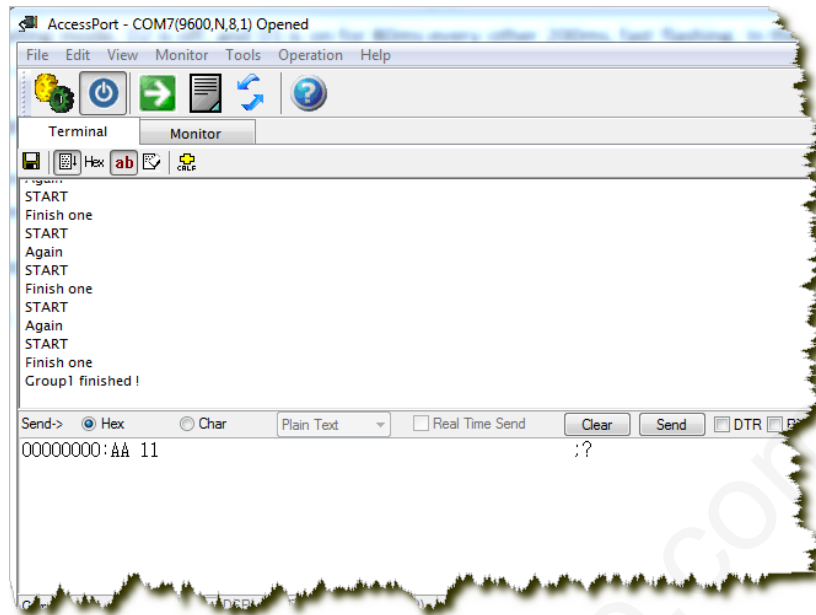 AccessPort - COM7(9600,N,8,1) Opened
File Edit View Monitor Tools Operation Help
Terminal Monitor
Hex ab CRLF
Again
START
Finish one
START
Again
START
Finish one
START
Again
START
Finish one
Group1 finished !
Send-> Hex Char Plain Text Real Time Send Clear Send DTR
00000000:AA 11 ;?